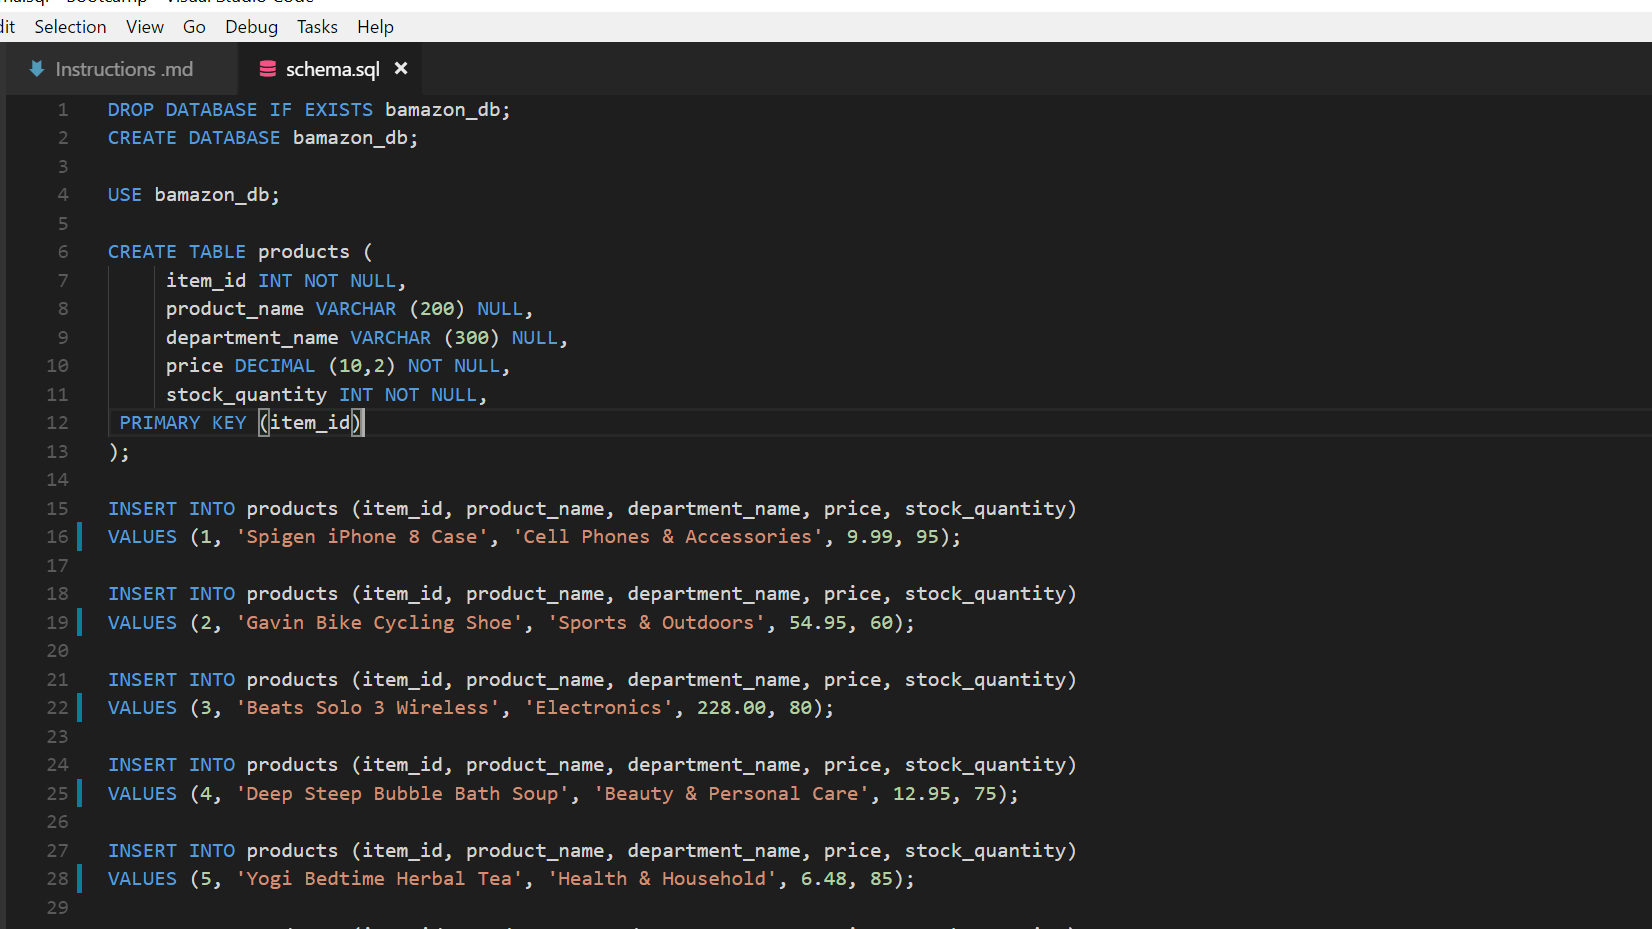 Selection View Go Debug Tasks Help
Instructions .md schema.sql ×
1 DROP DATABASE IF EXISTS bamazon_db;
2 CREATE DATABASE bamazon_db;
3
4 USE bamazon_db;
5
6 CREATE TABLE products (
7 item_id INT NOT NULL,
8 product_name VARCHAR (200) NULL,
9 department_name VARCHAR (300) NULL,
10 price DECIMAL (10,2) NOT NULL,
11 stock_quantity INT NOT NULL,
12 PRIMARY KEY (item_id)
13 );
14
15 INSERT INTO products (item_id, product_name, department_name, price, stock_quantity)
16 VALUES (1, 'Spigen iPhone 8 Case', 'Cell Phones & Accessories', 9.99, 95);
17
18 INSERT INTO products (item_id, product_name, department_name, price, stock_quantity)
19 VALUES (2, 'Gavin Bike Cycling Shoe', 'Sports & Outdoors', 54.95, 60);
20
21 INSERT INTO products (item_id, product_name, department_name, price, stock_quantity)
22 VALUES (3, 'Beats Solo 3 Wireless', 'Electronics', 228.00, 80);
23
24 INSERT INTO products (item_id, product_name, department_name, price, stock_quantity)
25 VALUES (4, 'Deep Steep Bubble Bath Soup', 'Beauty & Personal Care', 12.95, 75);
26
27 INSERT INTO products (item_id, product_name, department_name, price, stock_quantity)
28 VALUES (5, 'Yogi Bedtime Herbal Tea', 'Health & Household', 6.48, 85);
29